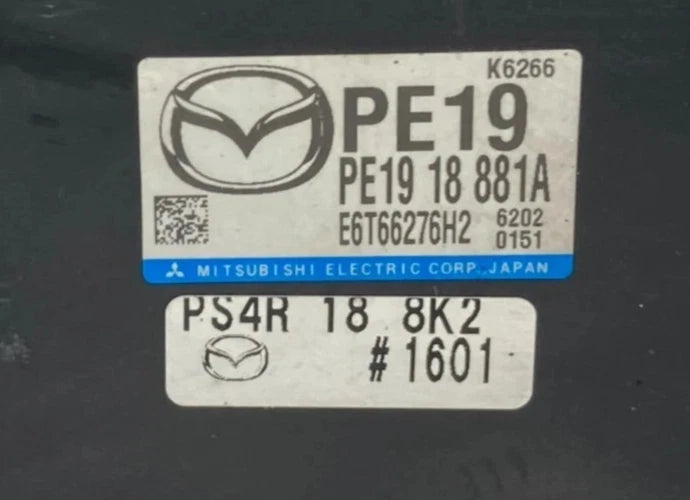 K6266
PE19
PE19 18 881A
E6T66276H2 6202
0151
MITSUBISHI ELECTRIC CORP. JAPAN
PS4R 18 8K2
#1601